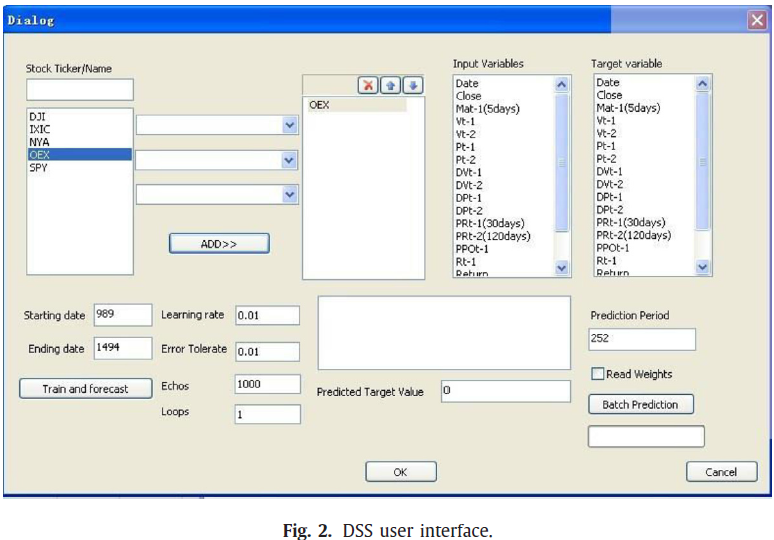 Dialog
Stock Ticker/Name
DJI
IXIC
NYA
OEX
SPY
ADD>>
OEX
Input Variables
Date
Close
Mat-1(5days)
Vt-1
Vt-2
Pt-1
Pt-2
DVt-1
DVt-2
DPt-1
DPt-2
PRt-1(30days)
PRt-2(120days)
PPOt-1
Rt-1
Return
Target variable
Date
Close
Mat-1(5days)
Vt-1
Vt-2
Pt-1
Pt-2
DVt-1
DVt-2
DPt-1
DPt-2
PRt-1(30days)
PRt-2(120days)
PPOt-1
Rt-1
Return
Starting date 989
Ending date 1494
Train and forecast
Learning rate 0.01
Error Tolerate 0.01
Echos 1000
Loops 1
Predicted Target Value 0
Prediction Period
252
Read Weights
Batch Prediction
OK
Cancel
Fig. 2. DSS user interface.